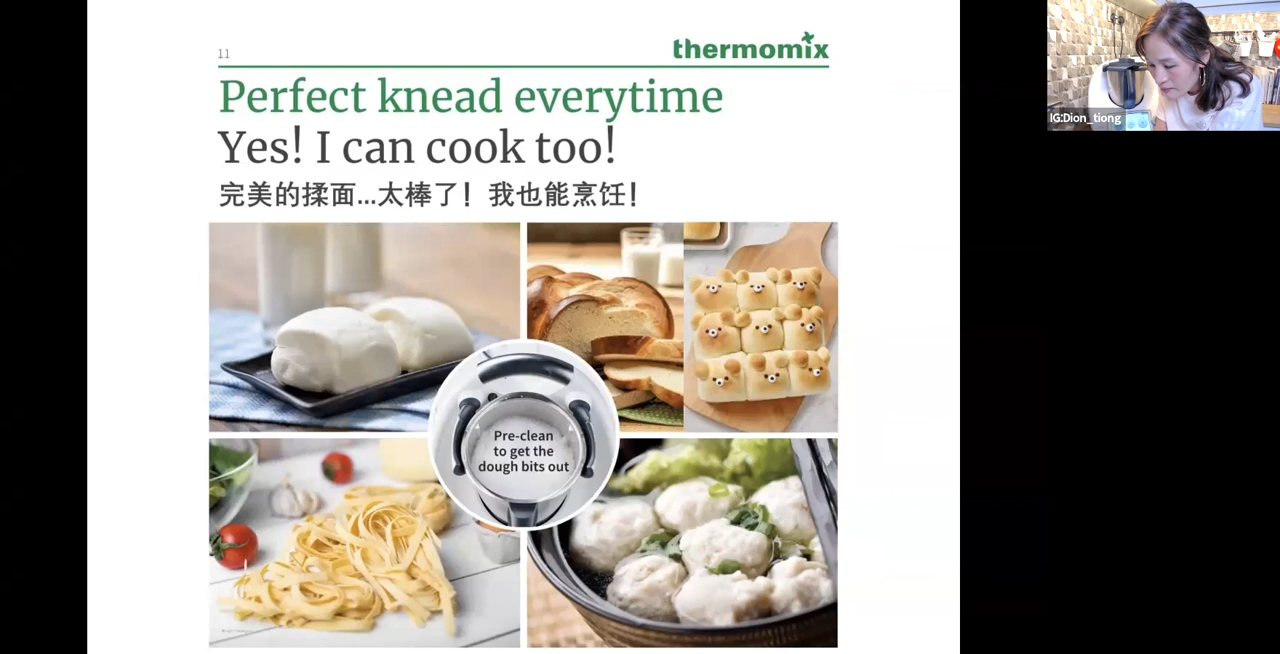 11
thermomix
Perfect knead everytime
Yes! I can cook too!
完美的揉面...太棒了！我也能烹饪！
Pre-clean
to get the
dough bits out
IG:Dion_tiong